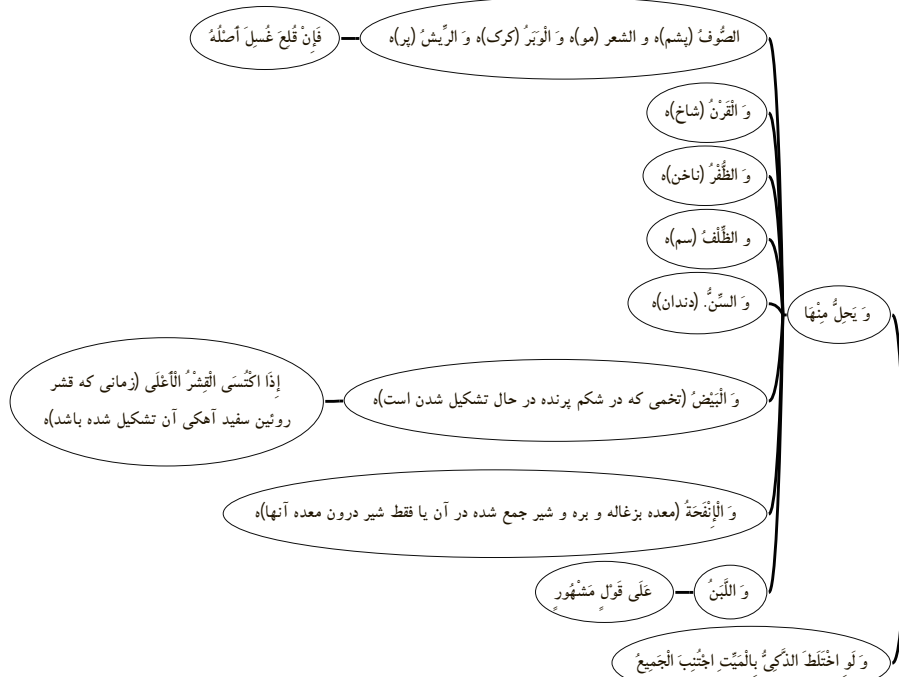 وَ يَحِلُّ مِنْهَا
الصُّوفُ (پشم)ه و الشعر (مو)ه وَ الْوَبَرُ (کرک)ه وَ الرِّيشُ (پر)ه
فَإِنْ قُلِعَ غُسِلَ أَصْلُهُ
وَ الْقَرْنُ (شاخ)ه
وَ الظُّفْرُ (ناخن)ه
و الظِّلْفُ (سم)ه
وَ السِّنُّ. (دندان)ه
وَ الْبَيْضُ (تخمی که در شکم پرنده در حال تشکیل شدن است)ه
إِذَا اكْتُسَى الْقِشْرُ الْأَعْلَى (زمانی که قشر
روئین سفید آهکی آن تشکیل شده باشد)ه
وَ الْإِنْفَحَةُ (معده بزغاله و بره و شیر جمع شده در آن یا فقط شیر درون معده آنها)ه
وَ اللَّبَنُ
عَلَى قَوْلٍ مَشْهُورٍ
وَ لَوِ اخْتَلَطَ الذَّكِيُّ بِالْمَيِّتِ اجْتُنِبَ الْجَمِيعُ